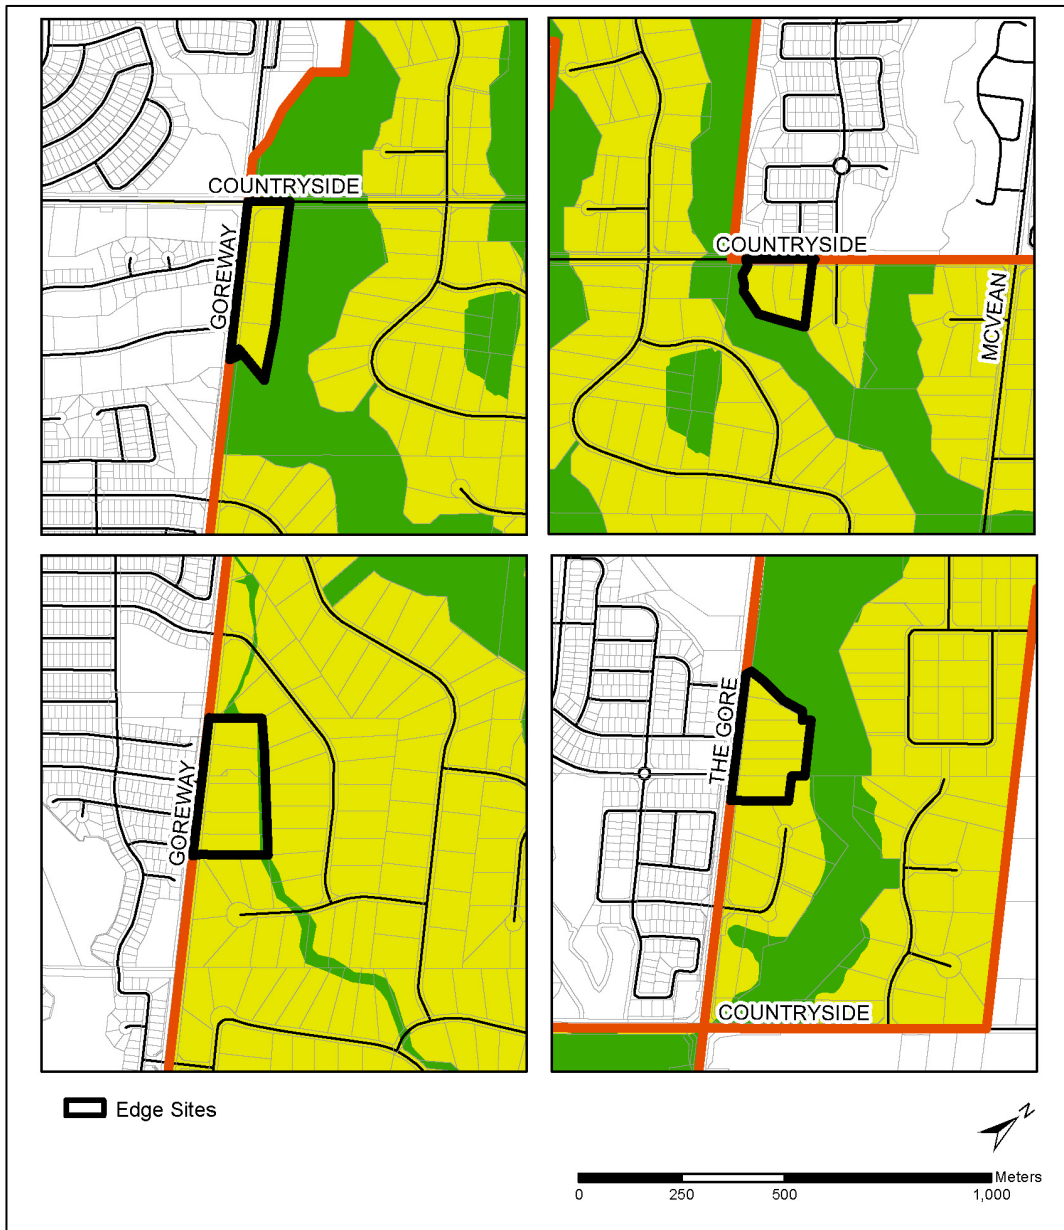 COUNTRYSIDE
GOREWAY
COUNTRYSIDE
MCVEAN
GOREWAY
THE GORE
COUNTRYSIDE
Edge Sites
N
Meters
0 250 500 1,000